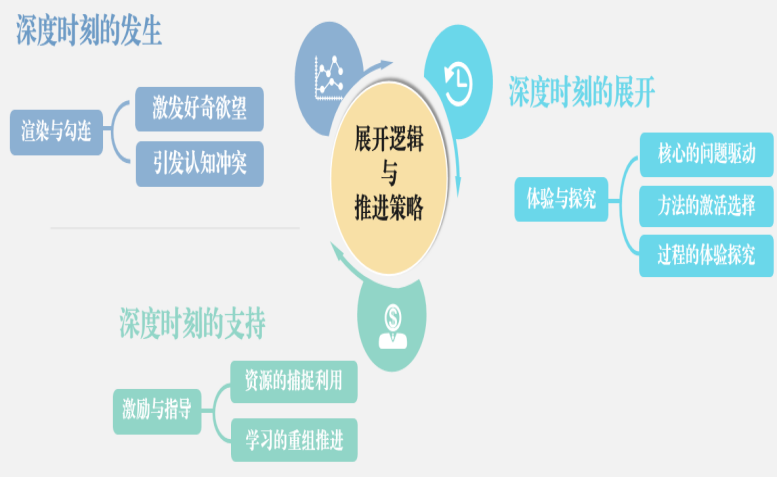 深度时刻的发生
渲染与勾连
激发好奇欲望
引发认知冲突
展开逻辑
与
推进策略
深度时刻的展开
体验与探究
核心的问题驱动
方法的激活选择
过程的体验探究
深度时刻的支持
激励与指导
资源的捕捉利用
学习的重组推进